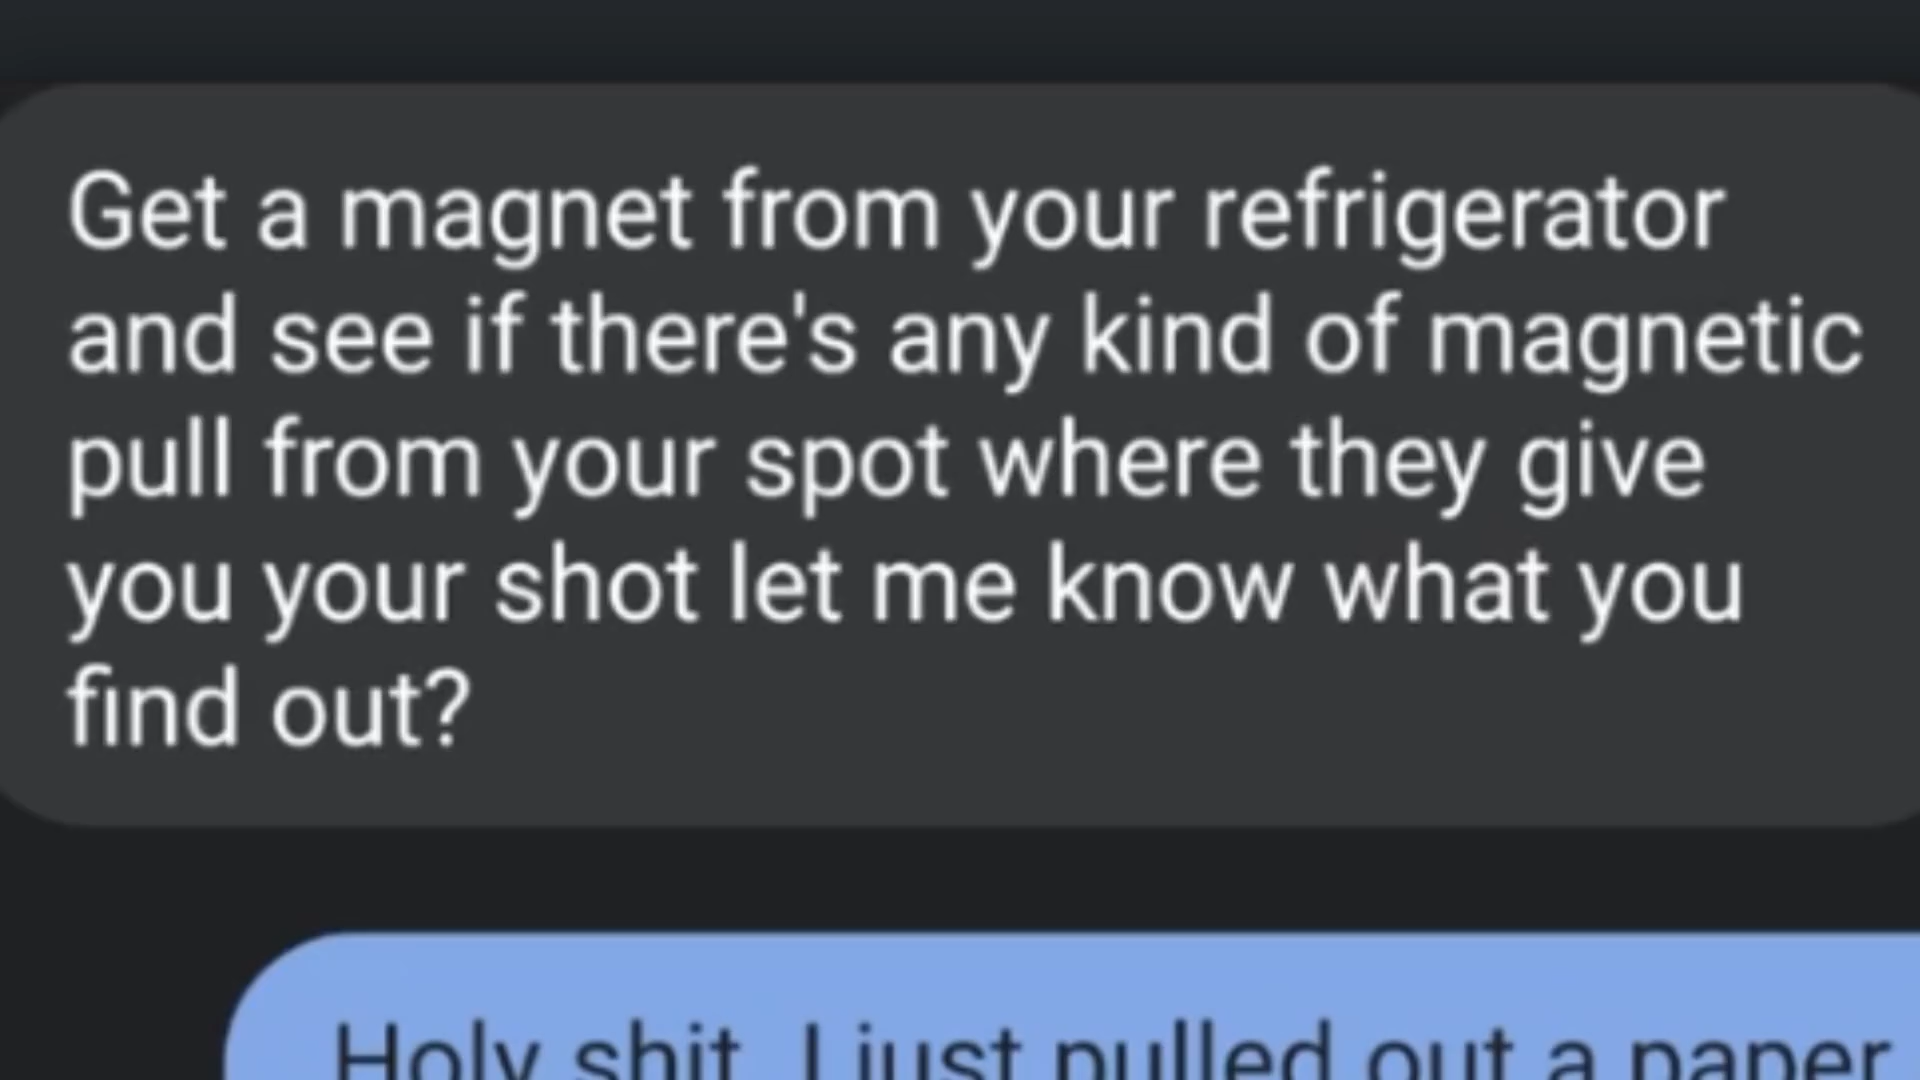 Get a magnet from your refrigerator
and see if there's any kind of magnetic
pull from your spot where they give
you your shot let me know what you
find out?
Holy shit. I just pulled out a paper